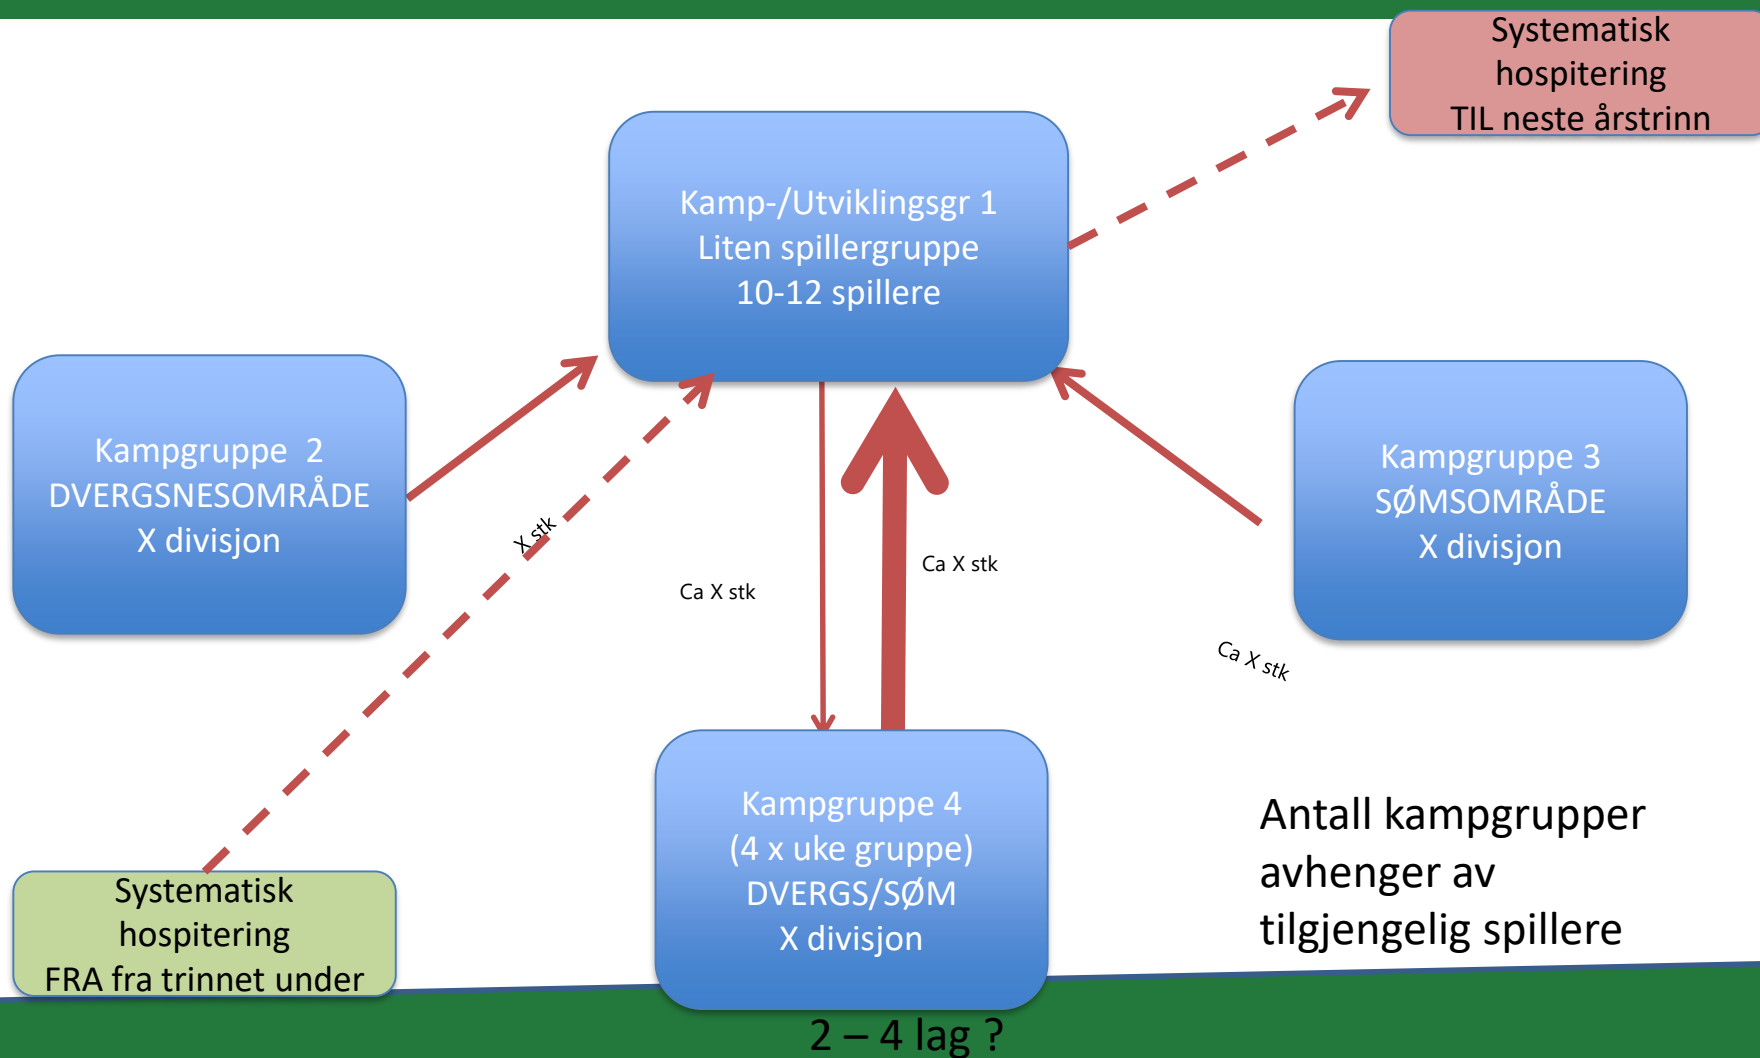 Systematisk
hospitering
TIL neste årstrinn
Kamp-/Utviklingsgr 1
Liten spillergruppe
10-12 spillere
Kampgruppe  2
DVERGSNESOMRÅDE
X divisjon
Kampgruppe 3
SØMSOMRÅDE
X divisjon
X stk
Ca X stk
Ca X stk
Ca X stk
Kampgruppe 4
(4 x uke gruppe)
DVERGS/SØM
X divisjon
Antall kampgrupper
avhenger av
tilgjengelig spillere
Systematisk
hospitering
FRA fra trinnet under
2 – 4 lag ?